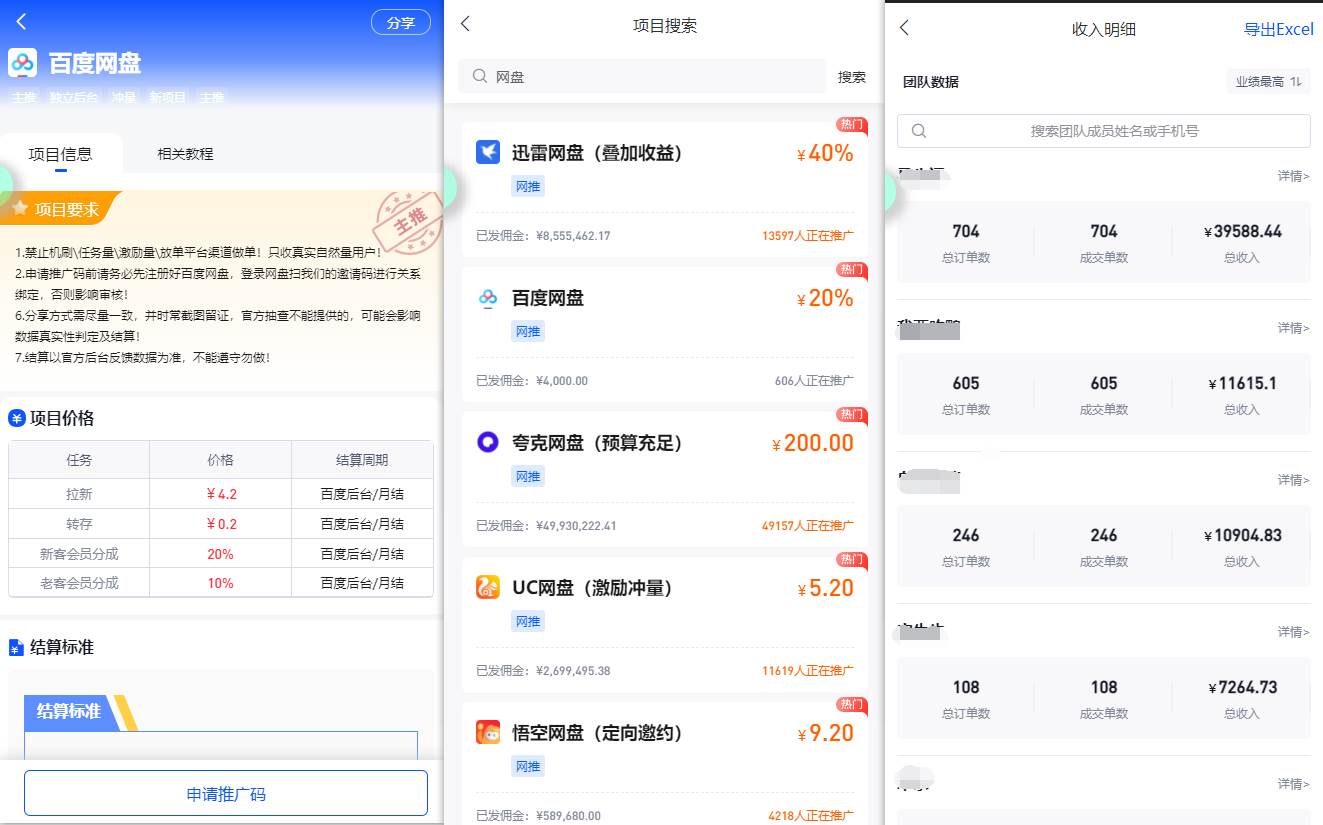 分享
百度网盘
主推 独立后台 冲量 新项目 主推
项目信息
相关教程
项目要求
主推
1.禁止机刷\任务量\激励量\放单平台渠道做单！只收真实自然量用户！
2.申请推广码前请务必先注册好百度网盘，登录网盘扫我们的邀请码进行关系
绑定，否则影响审核！
6.分享方式需尽量一致，并时常截图留证，官方抽查不能提供的，可能会影响
数据真实性判定及结算！
7.结算以官方后台反馈数据为准，不能遵守勿做！
项目价格
任务 价格 结算周期
拉新 ￥4.2 百度后台/月结
转存 ￥0.2 百度后台/月结
新客会员分成 20% 百度后台/月结
老客会员分成 10% 百度后台/月结
结算标准
结算标准
申请推广码
项目搜索
网盘
搜索
热门
迅雷网盘（叠加收益） ¥40%
网推
已发佣金：¥8,555,462.17 13597人正在推广
热门
百度网盘 ¥20%
网推
已发佣金：¥4,000.00 606人正在推广
热门
夸克网盘（预算充足） ¥200.00
网推
已发佣金：¥49,930,222.41 49157人正在推广
热门
UC网盘（激励冲量） ¥5.20
网推
已发佣金：¥2,699,495.38 11619人正在推广
热门
悟空网盘（定向邀约） ¥9.20
网推
已发佣金：¥589,680.00 4218人正在推广
收入明细
导出Excel
团队数据
业绩最高
搜索团队成员姓名或手机号
详情>
704 704 ¥39588.44
总订单数 成交单数 总收入
详情>
605 605 ¥11615.1
总订单数 成交单数 总收入
详情>
246 246 ¥10904.83
总订单数 成交单数 总收入
详情>
108 108 ¥7264.73
总订单数 成交单数 总收入
详情>